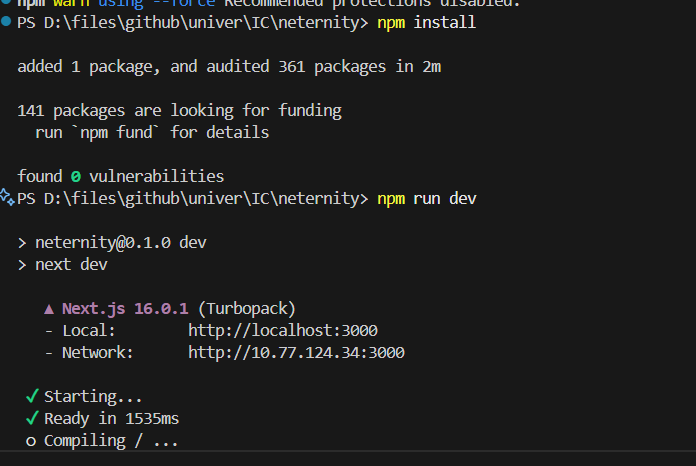 npm warn using --force Recommended protections disabled.
PS D:\files\github\univer\IC\neternity> npm install
added 1 package, and audited 361 packages in 2m
141 packages are looking for funding
run `npm fund` for details
found 0 vulnerabilities
PS D:\files\github\univer\IC\neternity> npm run dev
> neternity@0.1.0 dev
> next dev
▲ Next.js 16.0.1 (Turbopack)
- Local: http://localhost:3000
- Network: http://10.77.124.34:3000
✓ Starting...
✓ Ready in 1535ms
○ Compiling / ...